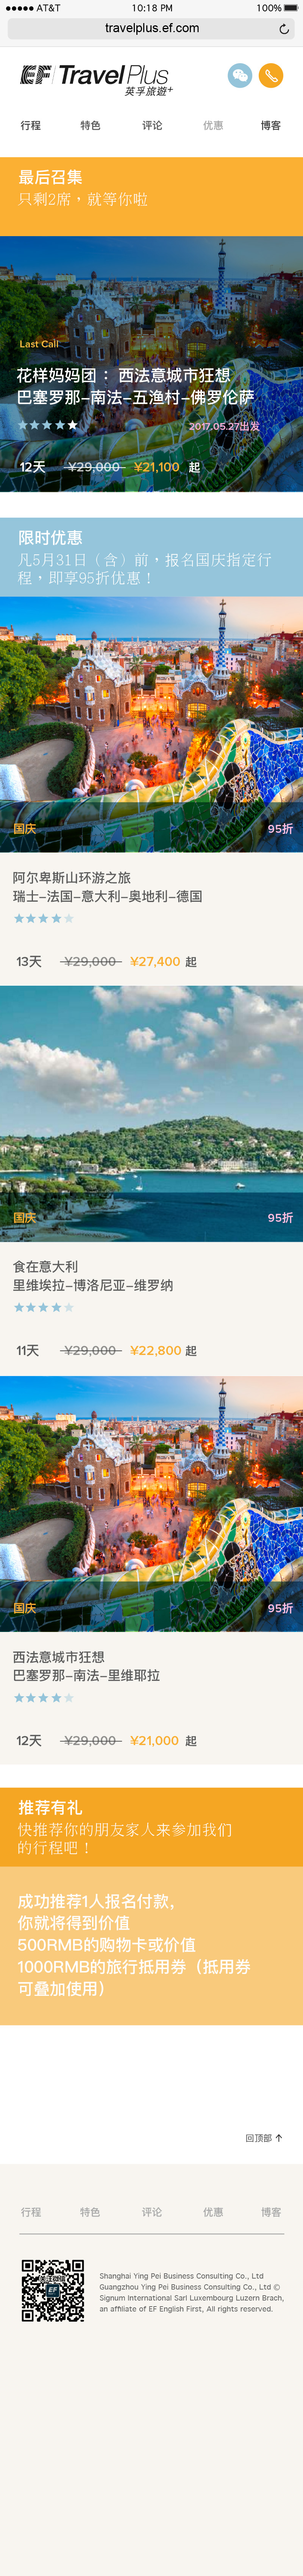 AT&T 10:18 PM 100%
travelplus.ef.com
EF Travel Plus
英孚旅遊+
行程 特色 评论 优惠 博客
最后召集
只剩2席，就等你啦
Last Call
花样妈妈团 ： 西法意城市狂想
巴塞罗那–南法–五渔村–佛罗伦萨
2017.05.27出发
12天 ¥29,000 ¥21,100 起
限时优惠
凡5月31日（含）前，报名国庆指定行
程，即享95折优惠！
国庆 95折
阿尔卑斯山环游之旅
瑞士–法国–意大利–奥地利–德国
13天 ¥29,000 ¥27,400 起
国庆 95折
食在意大利
里维埃拉–博洛尼亚–维罗纳
11天 ¥29,000 ¥22,800 起
国庆 95折
西法意城市狂想
巴塞罗那–南法–里维耶拉
12天 ¥29,000 ¥21,000 起
推荐有礼
快推荐你的朋友家人来参加我们
的行程吧！
成功推荐1人报名付款，
你就将得到价值
500RMB的购物卡或价值
1000RMB的旅行抵用券（抵用券
可叠加使用）
回顶部
行程 特色 评论 优惠 博客
EF
Shanghai Ying Pei Business Consulting Co., Ltd
Guangzhou Ying Pei Business Consulting Co., Ltd ©
Signum International Sarl Luxembourg Luzern Brach,
an affiliate of EF English First, All rights reserved.